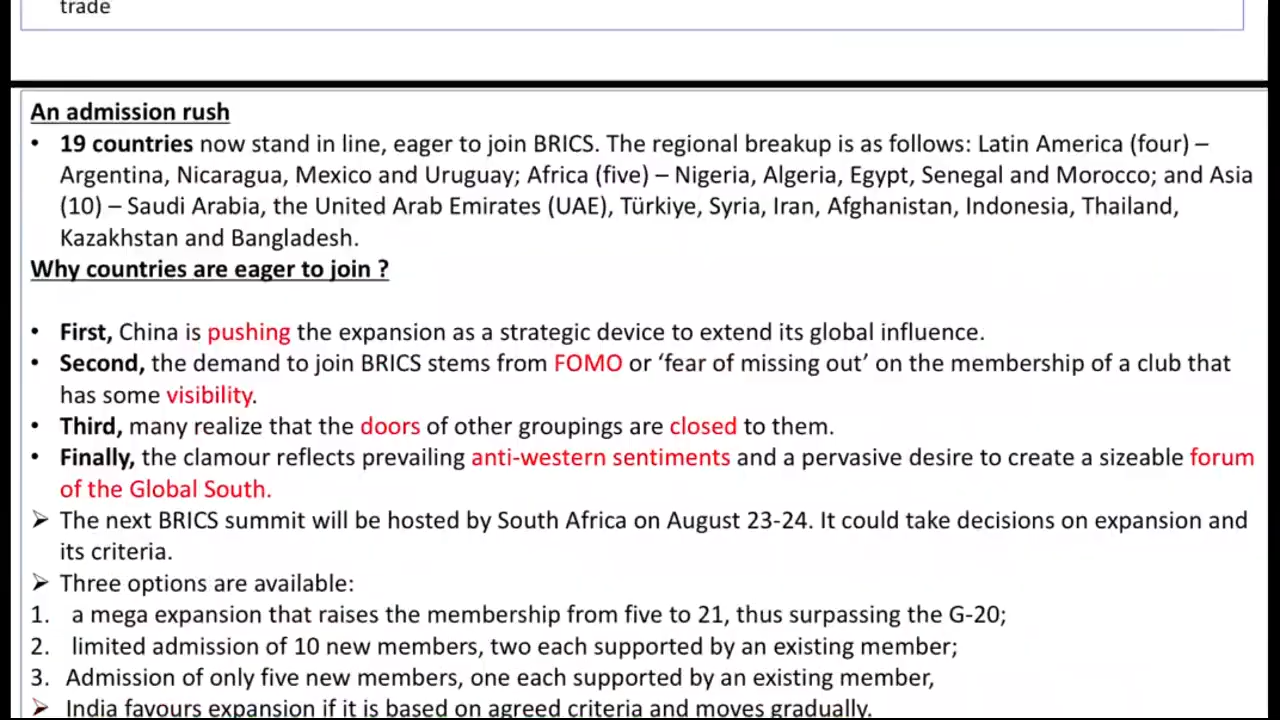 trade
An admission rush
• 19 countries now stand in line, eager to join BRICS. The regional breakup is as follows: Latin America (four) –
Argentina, Nicaragua, Mexico and Uruguay; Africa (five) – Nigeria, Algeria, Egypt, Senegal and Morocco; and Asia
(10) – Saudi Arabia, the United Arab Emirates (UAE), Türkiye, Syria, Iran, Afghanistan, Indonesia, Thailand,
Kazakhstan and Bangladesh.
Why countries are eager to join ?
• First, China is pushing the expansion as a strategic device to extend its global influence.
• Second, the demand to join BRICS stems from FOMO or ‘fear of missing out’ on the membership of a club that
has some visibility.
• Third, many realize that the doors of other groupings are closed to them.
• Finally, the clamour reflects prevailing anti-western sentiments and a pervasive desire to create a sizeable forum
of the Global South.
➢ The next BRICS summit will be hosted by South Africa on August 23-24. It could take decisions on expansion and
its criteria.
➢ Three options are available:
1. a mega expansion that raises the membership from five to 21, thus surpassing the G-20;
2. limited admission of 10 new members, two each supported by an existing member;
3. Admission of only five new members, one each supported by an existing member,
➢ India favours expansion if it is based on agreed criteria and moves gradually.